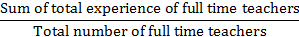 Sum of total experience of full time teachers
Total number of full time teachers